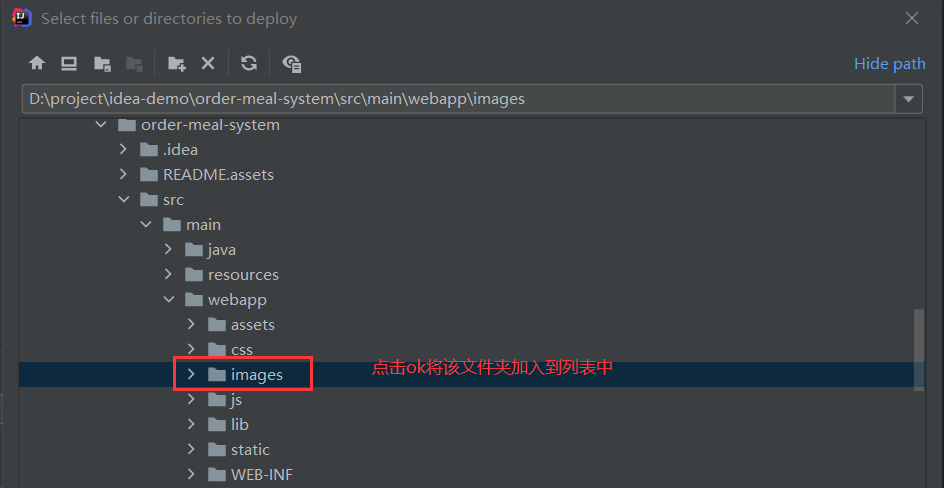 Select files or directories to deploy
Hide path
D:\project\idea-demo\order-meal-system\src\main\webapp\images
order-meal-system
.idea
README.assets
src
main
java
resources
webapp
assets
css
images
点击ok将该文件夹加入到列表中
js
lib
static
WEB-INF